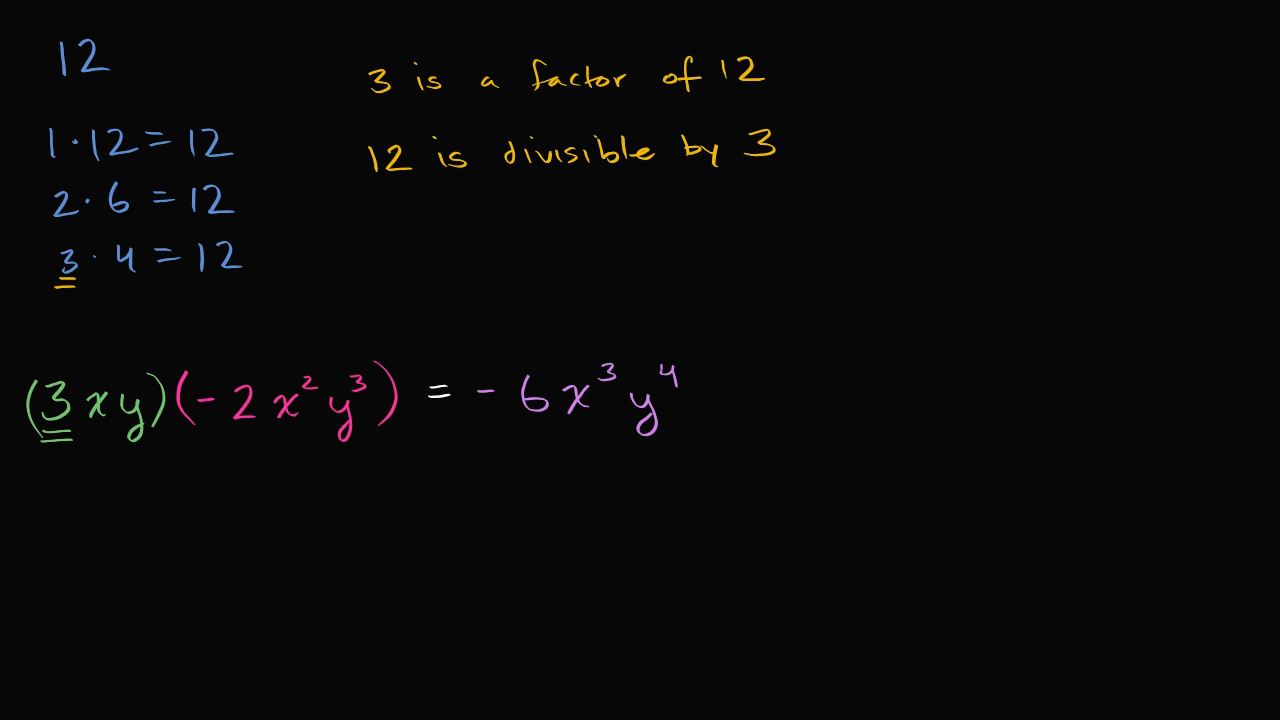 12
3 is a factor of 12
1·12=12
12 is divisible by 3
2·6=12
3·4=12
(3xy)(-2x²y³) = -6x³y⁴